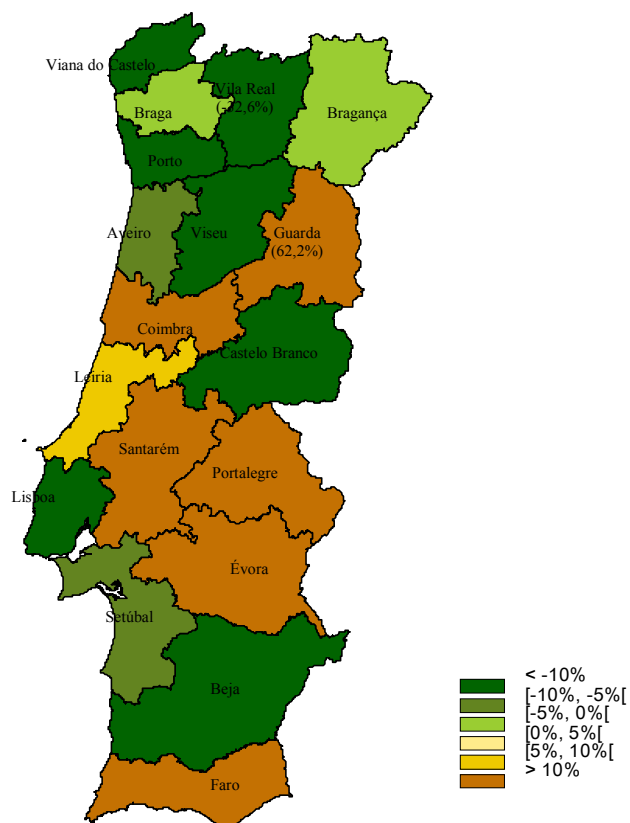 Viana do Castelo
Vila Real
(-32,6%)
Braga
Bragança
Porto
Aveiro
Viseu
Guarda
(62,2%)
Coimbra
Castelo Branco
Leiria
Santarém
Portalegre
Lisboa
Évora
Setúbal
Beja
Faro
< -10%
[-10%, -5%[
[-5%, 0%[
[0%, 5%[
[5%, 10%[
> 10%